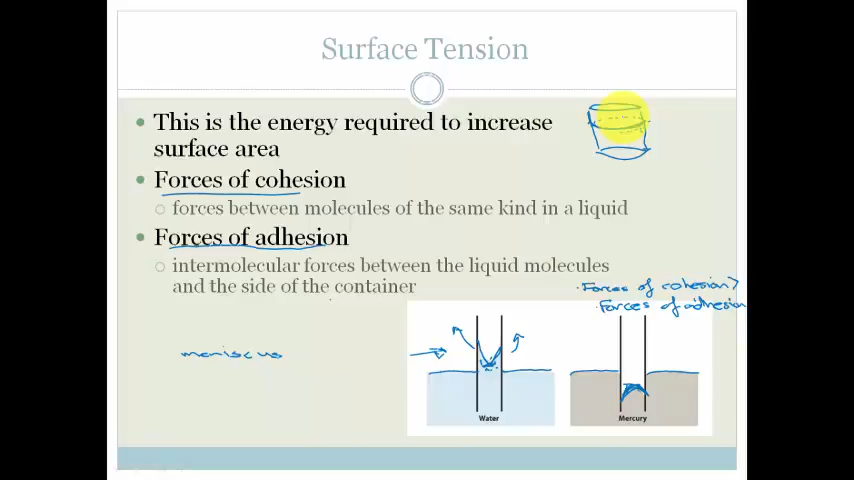 Surface Tension
This is the energy required to increase
surface area
Forces of cohesion
forces between molecules of the same kind in a liquid
Forces of adhesion
intermolecular forces between the liquid molecules
and the side of the container
Forces of cohesion >
Forces of adhesion
meniscus
Water
Mercury